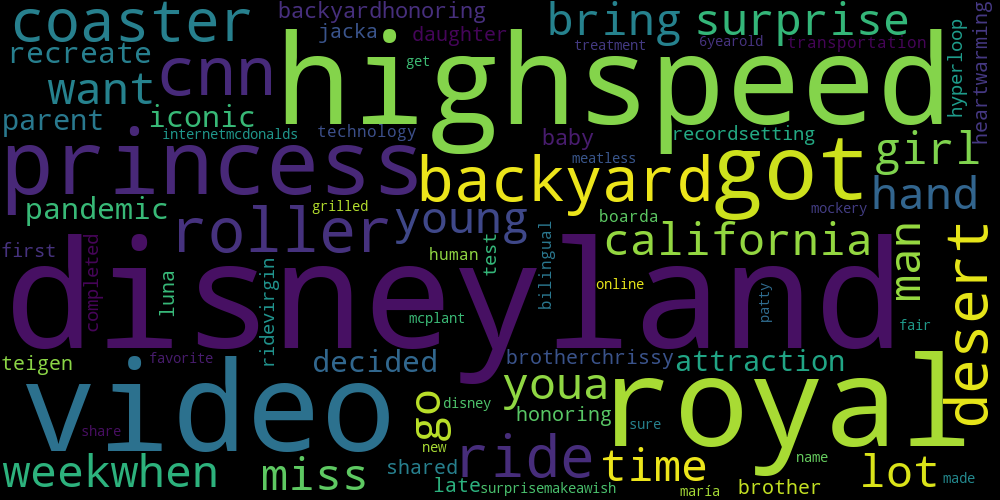 coaster
backyardhonoring
bring
surprise
jacka
daughter
treatment
6yearold
transportation
heartwarming
recreate
cnn
highspeed
get
hyperloop
want
parent
iconic
internetmcdonalds
technology
baby
recordsetting
princess
backyard
got
girl
meatless
hand
pandemic
roller
grilled
young
boarda
mockery
california
man
desert
first
completed
luna
ridevirgin
human
test
bilingual
online
patty
disneyland
mcplant
fair
teigen
favorite
decided
brotherchrissy
attraction
video
share
go
disney
youa
honoring
royal
new
sure
weekwhen
miss
shared
ride
time
name
lot
late
surprisemakeawish
maría
brother
made